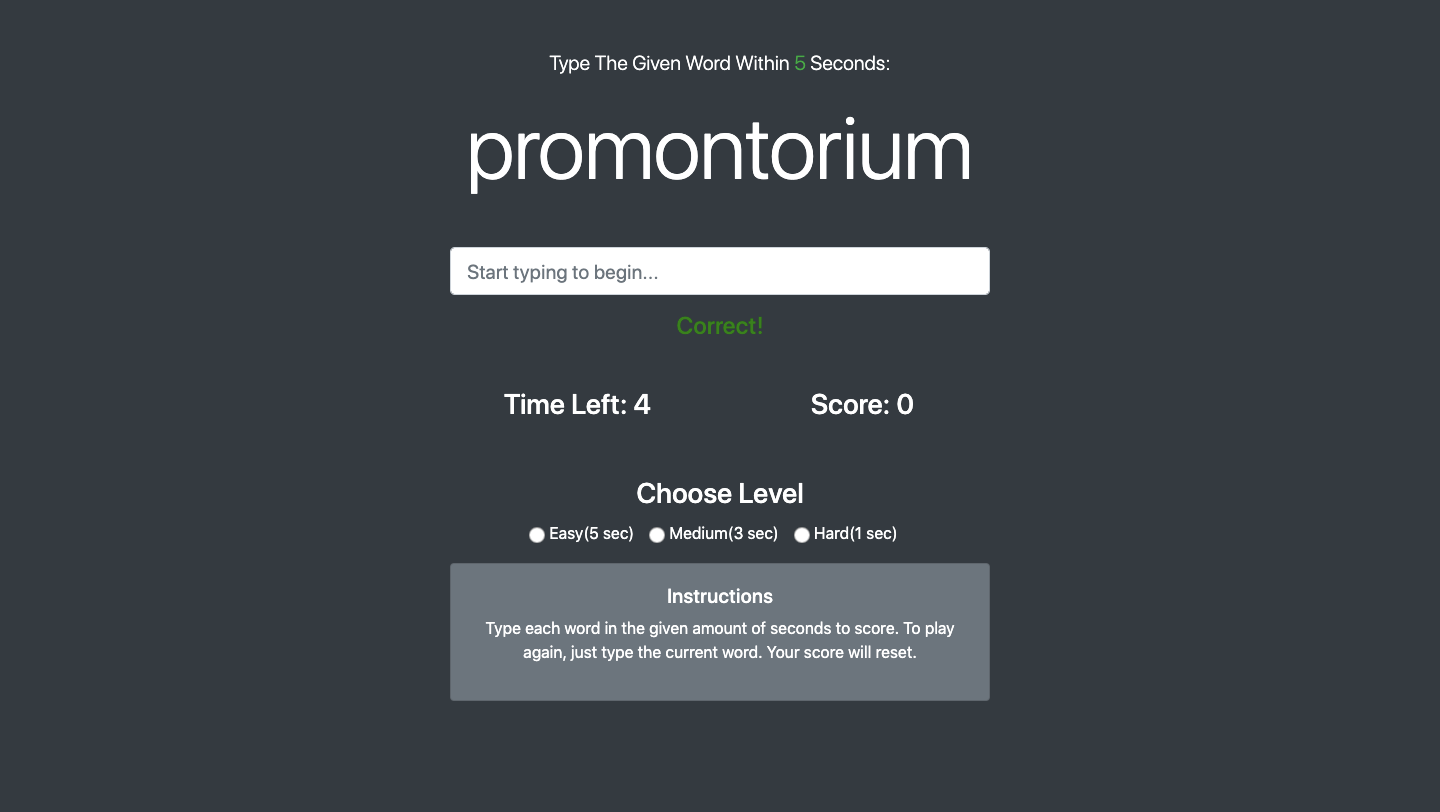 Type The Given Word Within 5 Seconds:
promontorium
Start typing to begin...
Correct!
Time Left: 4 Score: 0
Choose Level
Easy(5 sec) Medium(3 sec) Hard(1 sec)
Instructions
Type each word in the given amount of seconds to score. To play
again, just type the current word. Your score will reset.